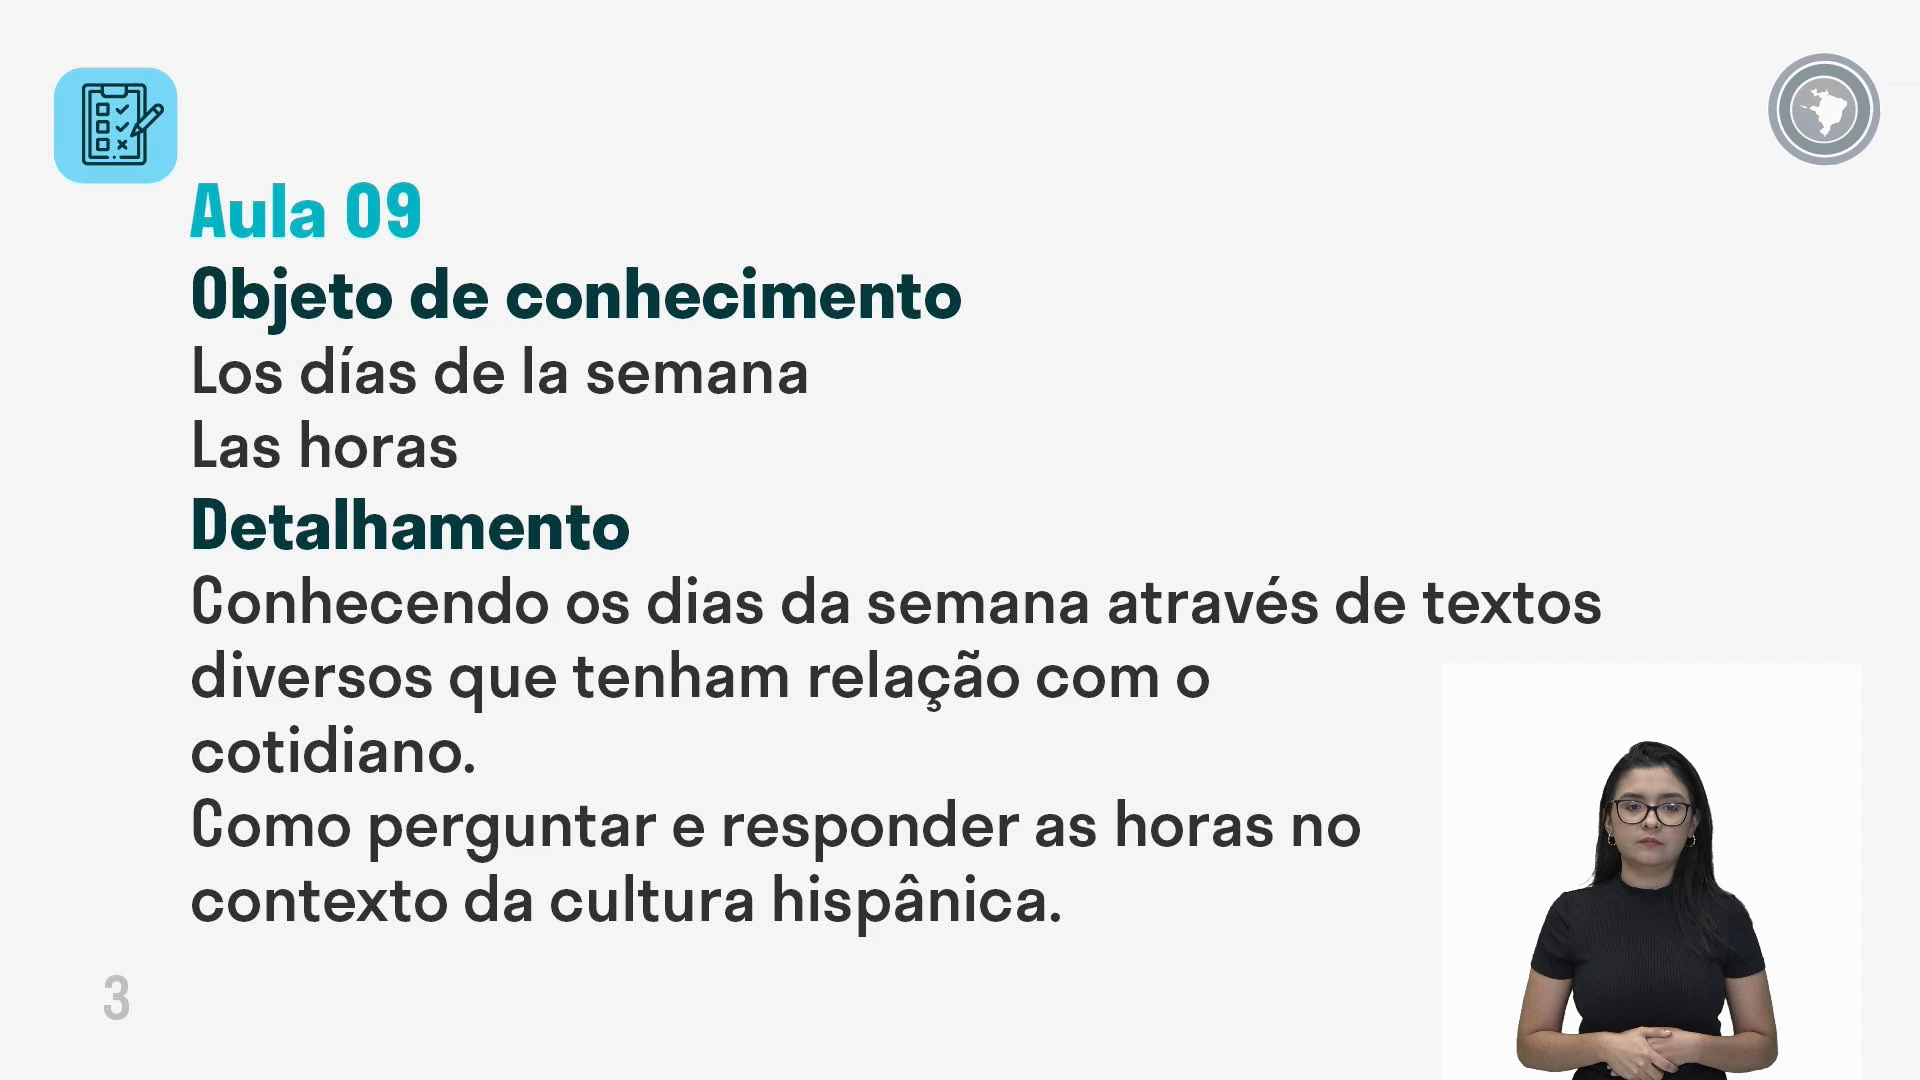 Aula 09
Objeto de conhecimento
Los días de la semana
Las horas
Detalhamento
Conhecendo os dias da semana através de textos
diversos que tenham relação com o
cotidiano.
Como perguntar e responder as horas no
contexto da cultura hispânica.
3